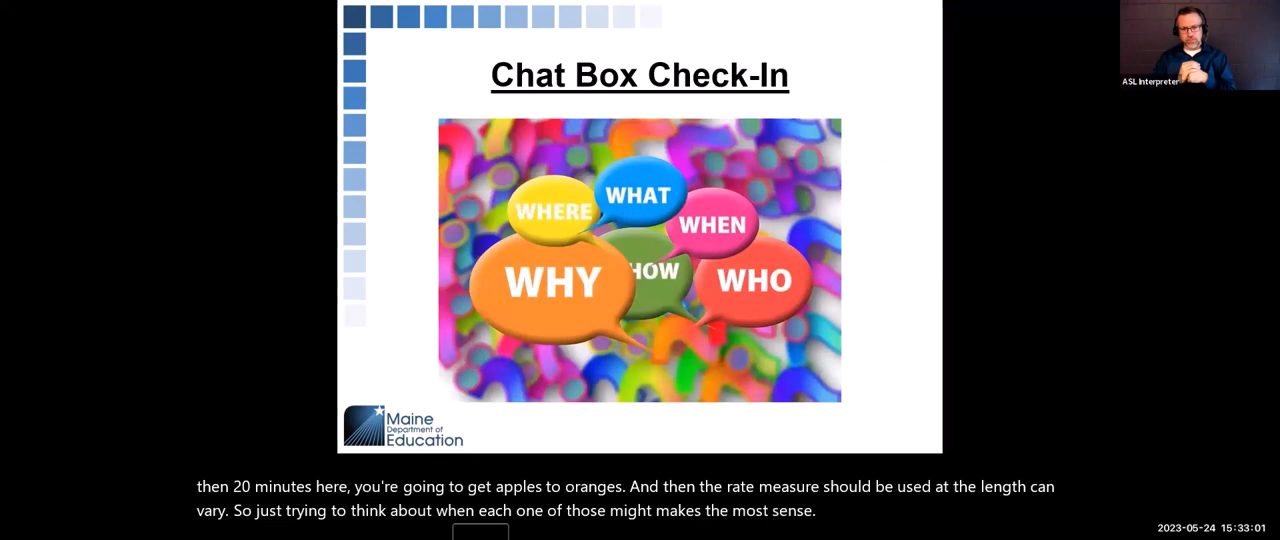 Chat Box Check-In
WHERE
WHAT
WHEN
WHY
HOW
WHO
Maine
Department of
Education
ASL Interpreter
then 20 minutes here, you're going to get apples to oranges. And then the rate measure should be used at the length can
vary. So just trying to think about when each one of those might makes the most sense.
2023-05-24 15:33:01